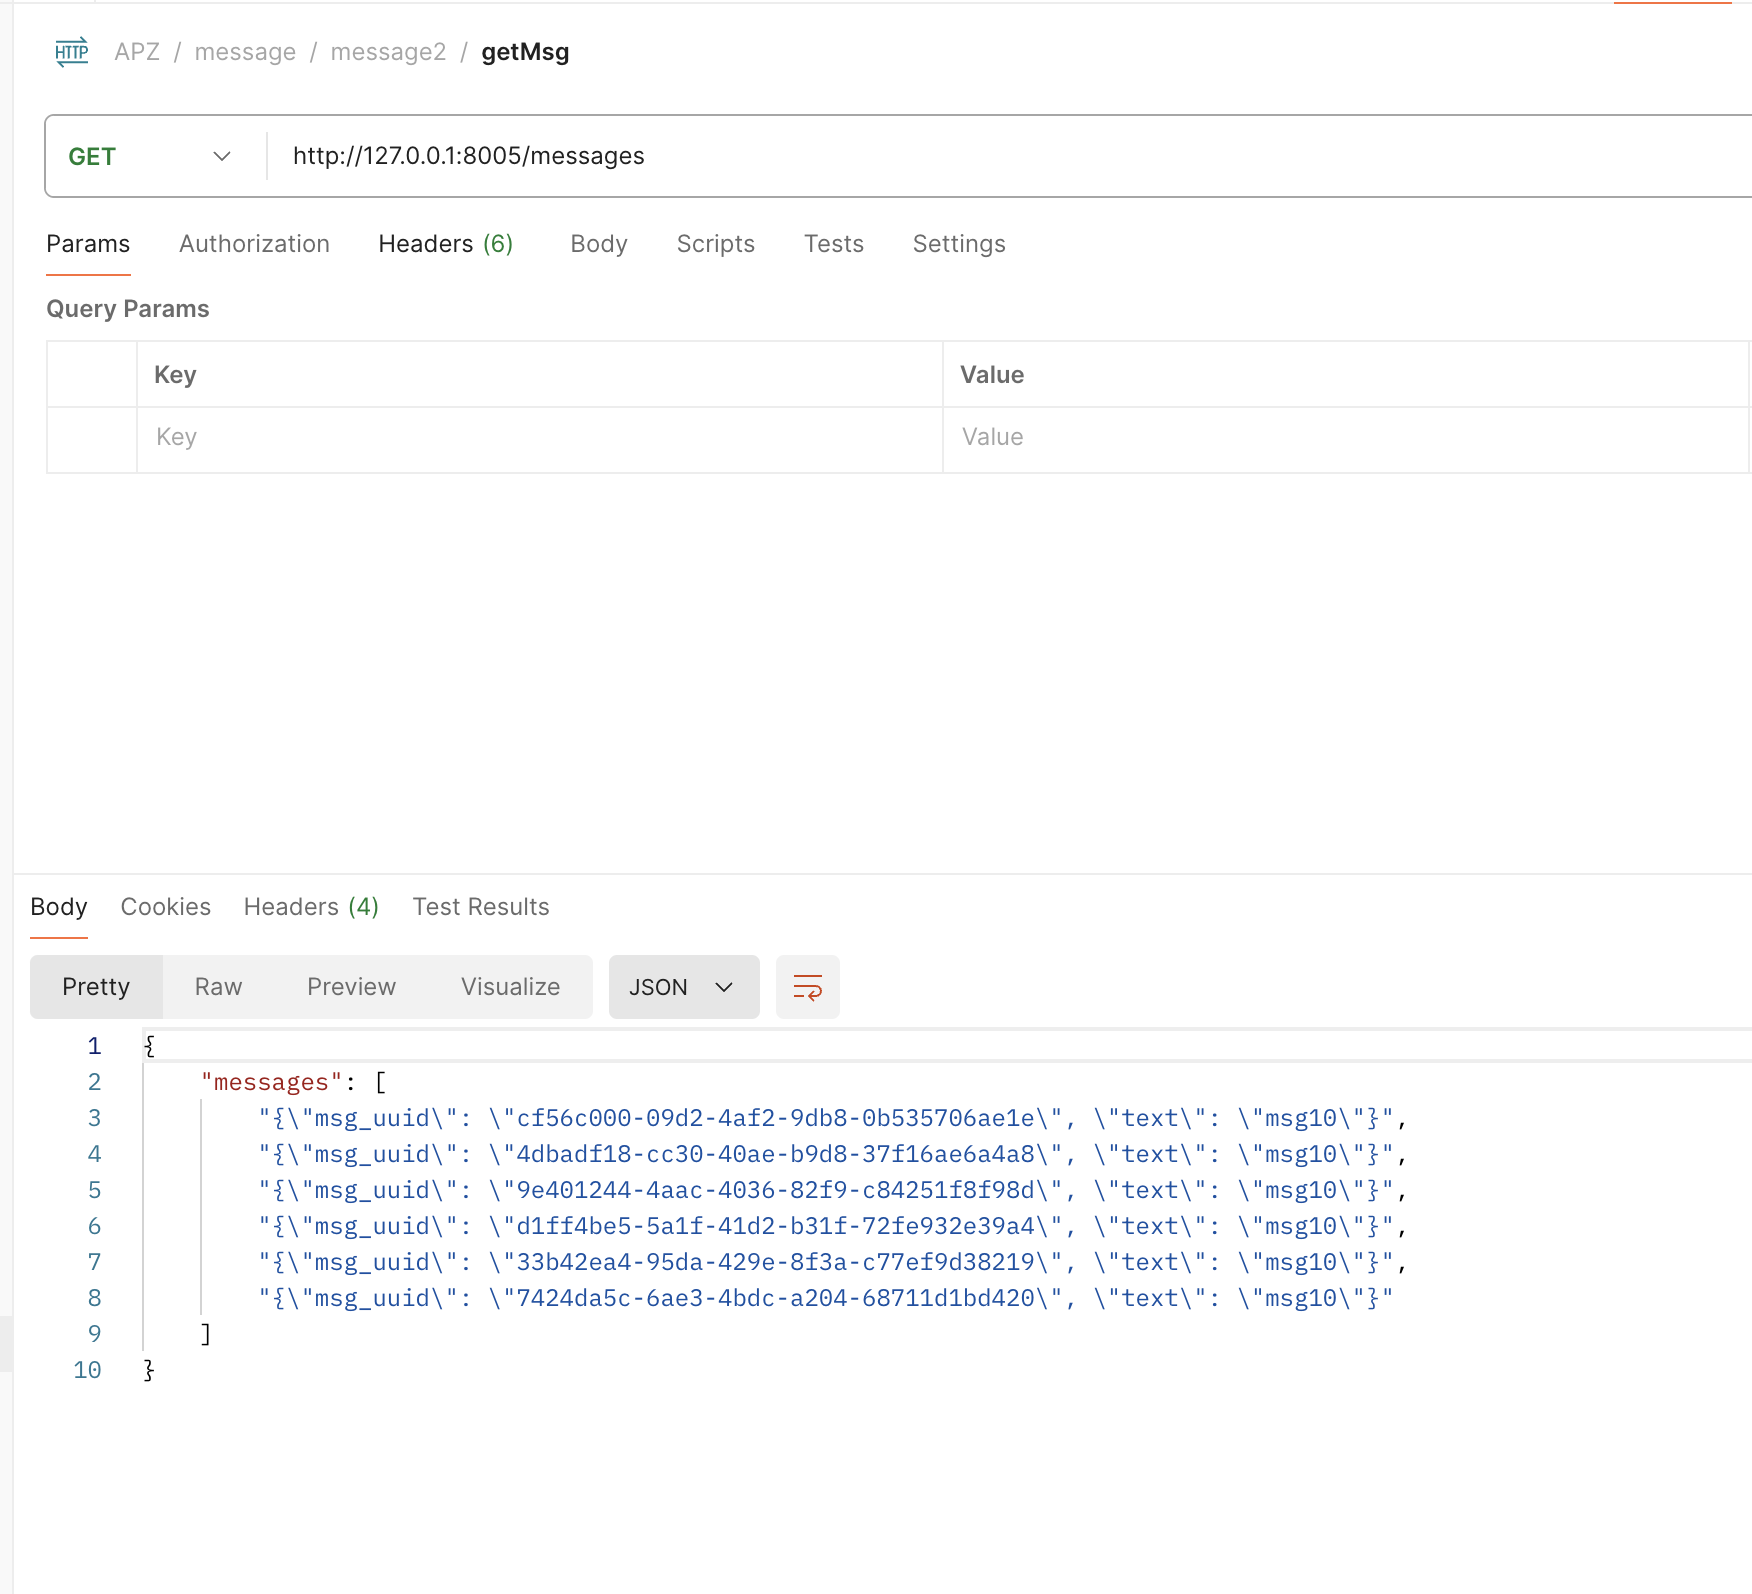 HTTP APZ / message / message2 / getMsg
GET http://127.0.0.1:8005/messages
Params Authorization Headers (6) Body Scripts Tests Settings
Query Params
Key Value
Key Value
Body Cookies Headers (4) Test Results
Pretty Raw Preview Visualize JSON
1 {
2 "messages": [
3 "{\"msg_uuid\": \"cf56c000-09d2-4af2-9db8-0b535706ae1e\", \"text\": \"msg10\"}",
4 "{\"msg_uuid\": \"4dbadf18-cc30-40ae-b9d8-37f16ae6a4a8\", \"text\": \"msg10\"}",
5 "{\"msg_uuid\": \"9e401244-4aac-4036-82f9-c84251f8f98d\", \"text\": \"msg10\"}",
6 "{\"msg_uuid\": \"d1ff4be5-5a1f-41d2-b31f-72fe932e39a4\", \"text\": \"msg10\"}",
7 "{\"msg_uuid\": \"33b42ea4-95da-429e-8f3a-c77ef9d38219\", \"text\": \"msg10\"}",
8 "{\"msg_uuid\": \"7424da5c-6ae3-4bdc-a204-68711d1bd420\", \"text\": \"msg10\"}"
9 ]
10 }